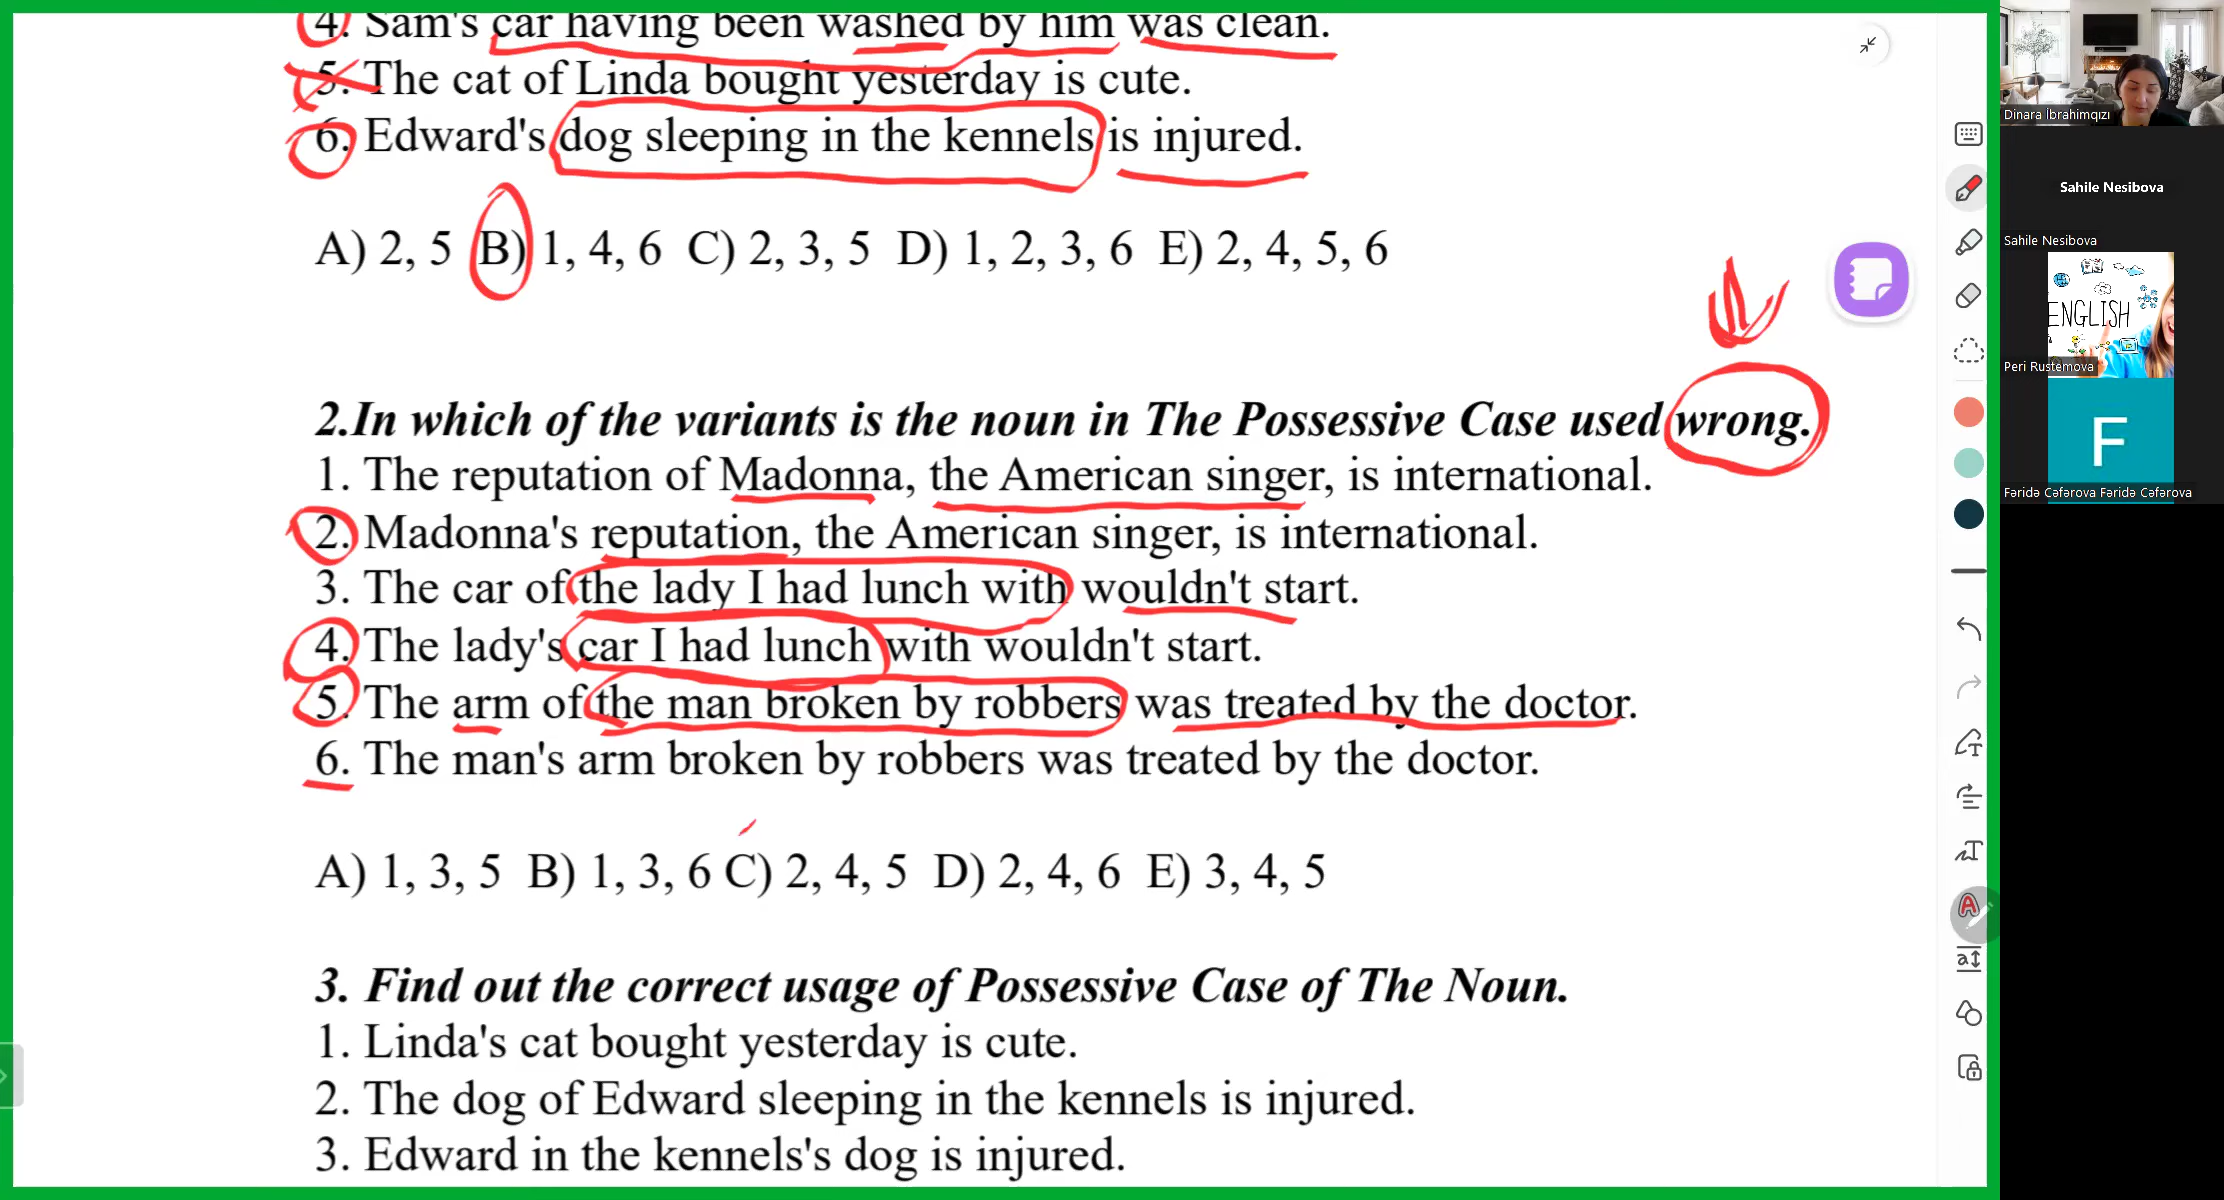 4. Sam's car having been washed by him was clean.
5. The cat of Linda bought yesterday is cute.
6. Edward's dog sleeping in the kennels is injured.
A) 2, 5 B) 1, 4, 6 C) 2, 3, 5 D) 1, 2, 3, 6 E) 2, 4, 5, 6
2.In which of the variants is the noun in The Possessive Case used wrong.
1. The reputation of Madonna, the American singer, is international.
2. Madonna's reputation, the American singer, is international.
3. The car of the lady I had lunch with wouldn't start.
4. The lady's car I had lunch with wouldn't start.
5. The arm of the man broken by robbers was treated by the doctor.
6. The man's arm broken by robbers was treated by the doctor.
A) 1, 3, 5 B) 1, 3, 6 C) 2, 4, 5 D) 2, 4, 6 E) 3, 4, 5
3. Find out the correct usage of Possessive Case of The Noun.
1. Linda's cat bought yesterday is cute.
2. The dog of Edward sleeping in the kennels is injured.
3. Edward in the kennels's dog is injured.
Dinara İbrahimqızı
Sahile Nesibova
Sahile Nesibova
ENGLISH
Peri Rustemova
F
Fəridə Cəfərova Fəridə Cəfərova